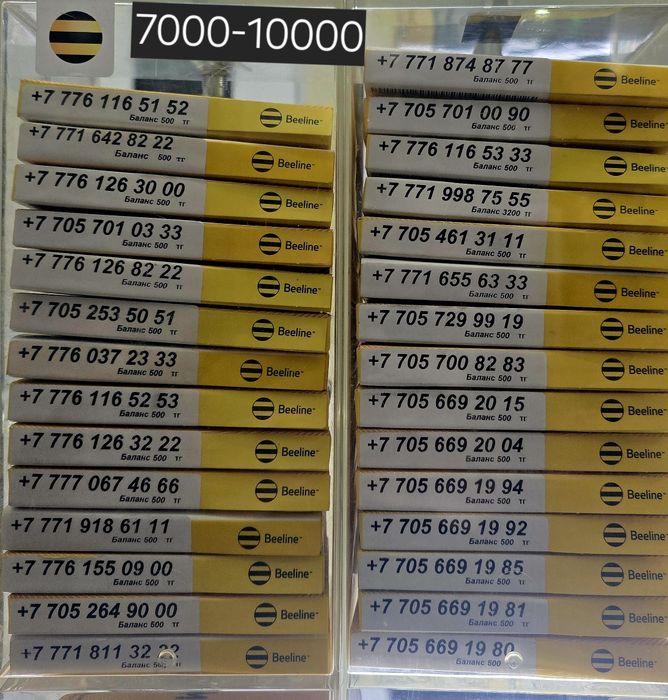 7000-10000
+7 776 116 51 52
Баланс 500 тг
Beeline
+7 771 642 82 22
Баланс 500 тг
Beeline
+7 776 126 30 00
Баланс 500 тг
Beeline
+7 705 701 03 33
Баланс 500 тг
Beeline
+7 776 126 82 22
Баланс 500 тг
Beeline
+7 705 253 50 51
Баланс 500 тг
Beeline
+7 776 037 23 33
Баланс 500 тг
Beeline
+7 776 116 52 53
Баланс 500 тг
Beeline
+7 776 126 32 22
Баланс 500 тг
Beeline
+7 777 067 46 66
Баланс 500 тг
Beeline
+7 771 918 61 11
Баланс 500 тг
Beeline
+7 776 155 09 00
Баланс 500 тг
Beeline
+7 705 264 90 00
Баланс 500 тг
Beeline
+7 771 811 32
Баланс тг
Beeline
+7 771 874 87 77
Баланс 500 тг
Beeline
+7 705 701 00 90
Баланс 500 тг
Beeline
+7 776 116 53 33
Баланс 500 тг
Beeline
+7 771 998 75 55
Баланс 3200 тг
Beeline
+7 705 461 31 11
Баланс 500 тг
Beeline
+7 771 655 63 33
Баланс 500 тг
Beeline
+7 705 729 99 19
Баланс 500 тг
Beeline
+7 705 700 82 83
Баланс 500 тг
Beeline
+7 705 669 20 15
Баланс 500 тг
Beeline
+7 705 669 20 04
Баланс 500 тг
Beeline
+7 705 669 19 94
Баланс 500 тг
Beeline
+7 705 669 19 92
Баланс 500 тг
Beeline
+7 705 669 19 85
Баланс 500 тг
Beeline
+7 705 669 19 81
Баланс 500 тг
Beeline
+7 705 669 19 80
Баланс 500 тг
Beeline